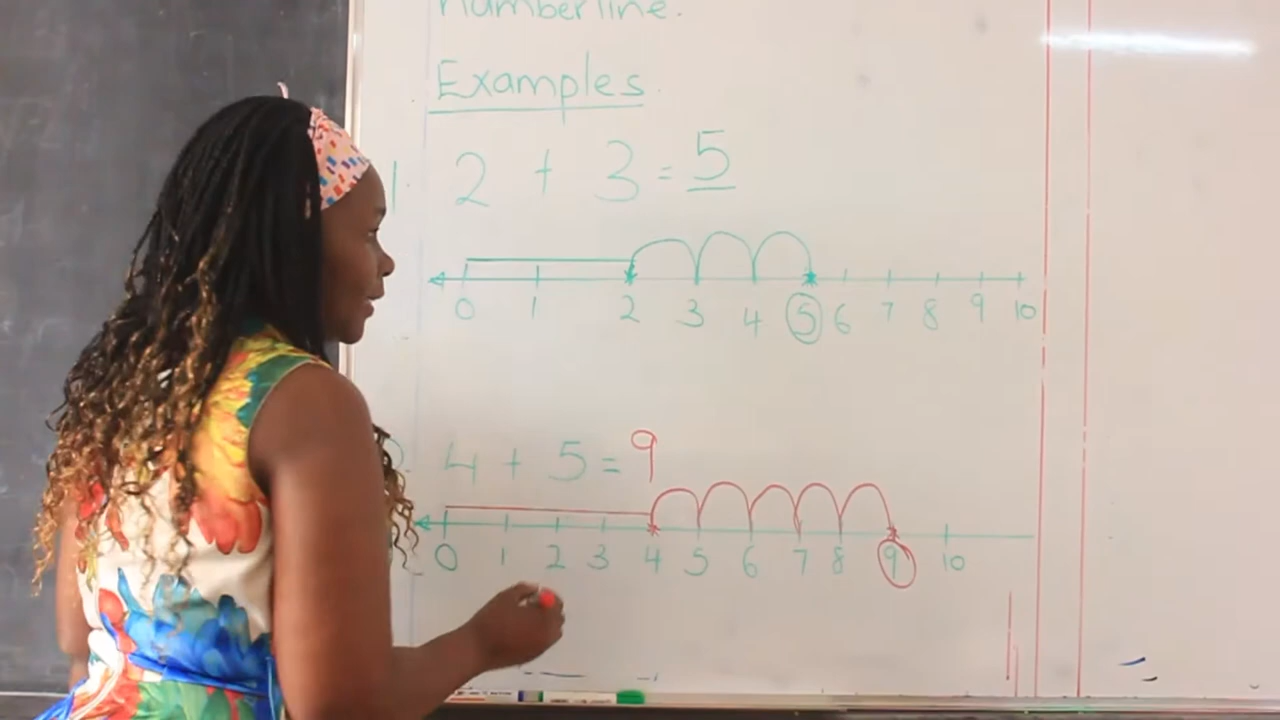 numberline.
Examples
1 2 + 3 = 5
0 1 2 3 4 5 6 7 8 9 10
4 + 5 = 9
0 1 2 3 4 5 6 7 8 9 10